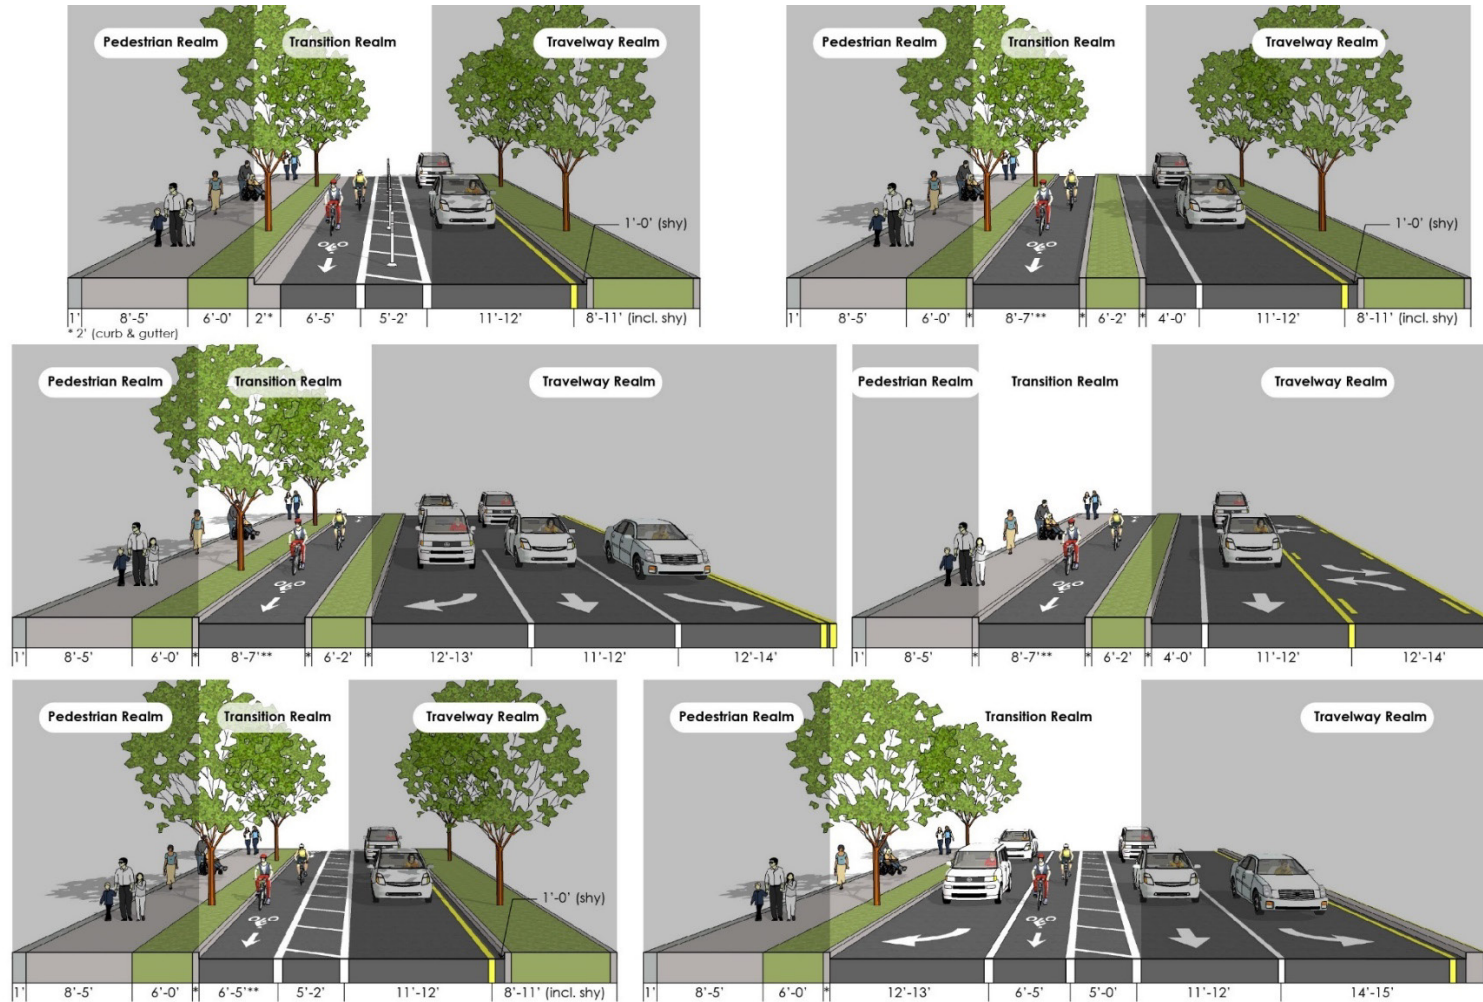 Pedestrian Realm Transition Realm Travelway Realm
1'-0' (shy)
1' 8'-5' 6'-0' 2'* 6'-5' 5'-2' 11'-12' 8'-11' (incl. shy)
* 2' (curb & gutter)
Pedestrian Realm Transition Realm Travelway Realm
1'-0' (shy)
1' 8'-5' 6'-0' * 8'-7'** * 6'-2' * 4'-0' 11'-12' 8'-11' (incl. shy)
Pedestrian Realm Transition Realm Travelway Realm
1' 8'-5' 6'-0' * 8'-7'** * 6'-2' * 12'-13' 11'-12' 12'-14'
Pedestrian Realm Transition Realm Travelway Realm
1' 8'-5' * 8'-7'** * 6'-2' * 4'-0' 11'-12' 12'-14'
Pedestrian Realm Transition Realm Travelway Realm
1'-0' (shy)
1' 8'-5' 6'-0' * 6'-5'** 5'-2' 11'-12' 8'-11' (incl. shy)
Pedestrian Realm Transition Realm Travelway Realm
1' 8'-5' 6'-0' * 12'-13' 6'-5' 5'-0' 11'-12' 14'-15'